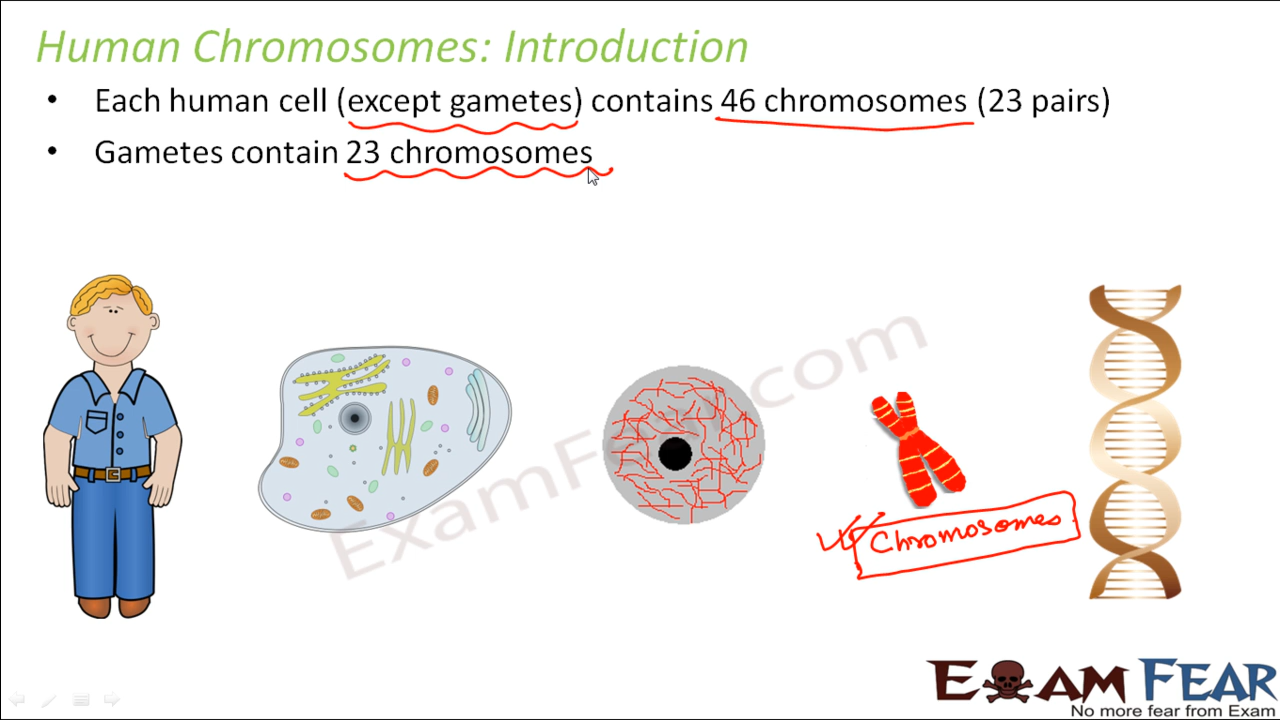 Human Chromosomes: Introduction
• Each human cell (except gametes) contains 46 chromosomes (23 pairs)
• Gametes contain 23 chromosomes
ExamFear.com
Chromosomes
EXAM FEAR
No more fear from Exam